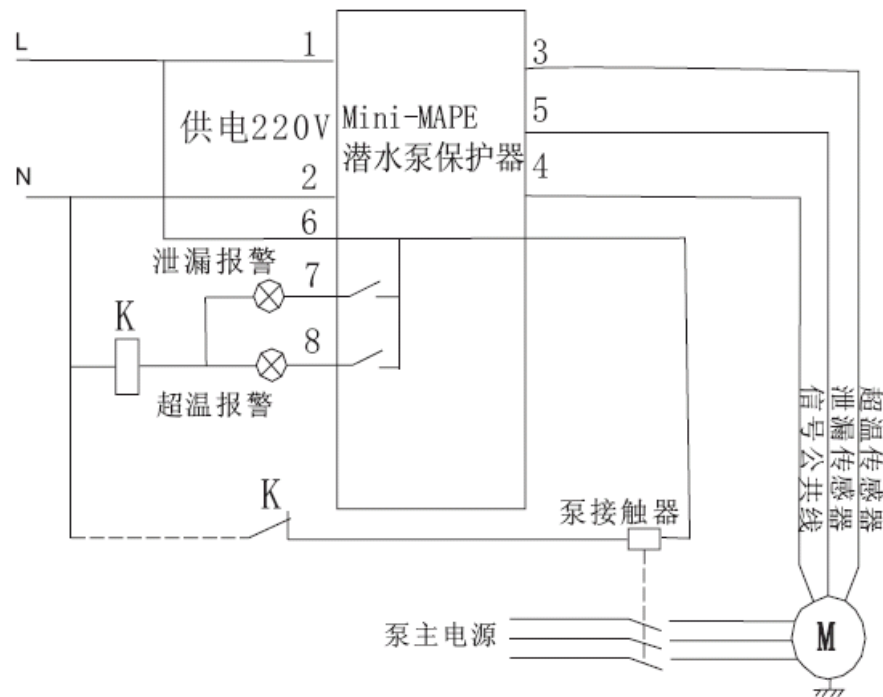 L
1
3
供电220V
Mini-MAPE
潜水泵保护器
5
N
2
4
6
泄漏报警
7
K
8
超温报警
信号公共线
泄漏传感器
超温传感器
K
泵接触器
泵主电源
M